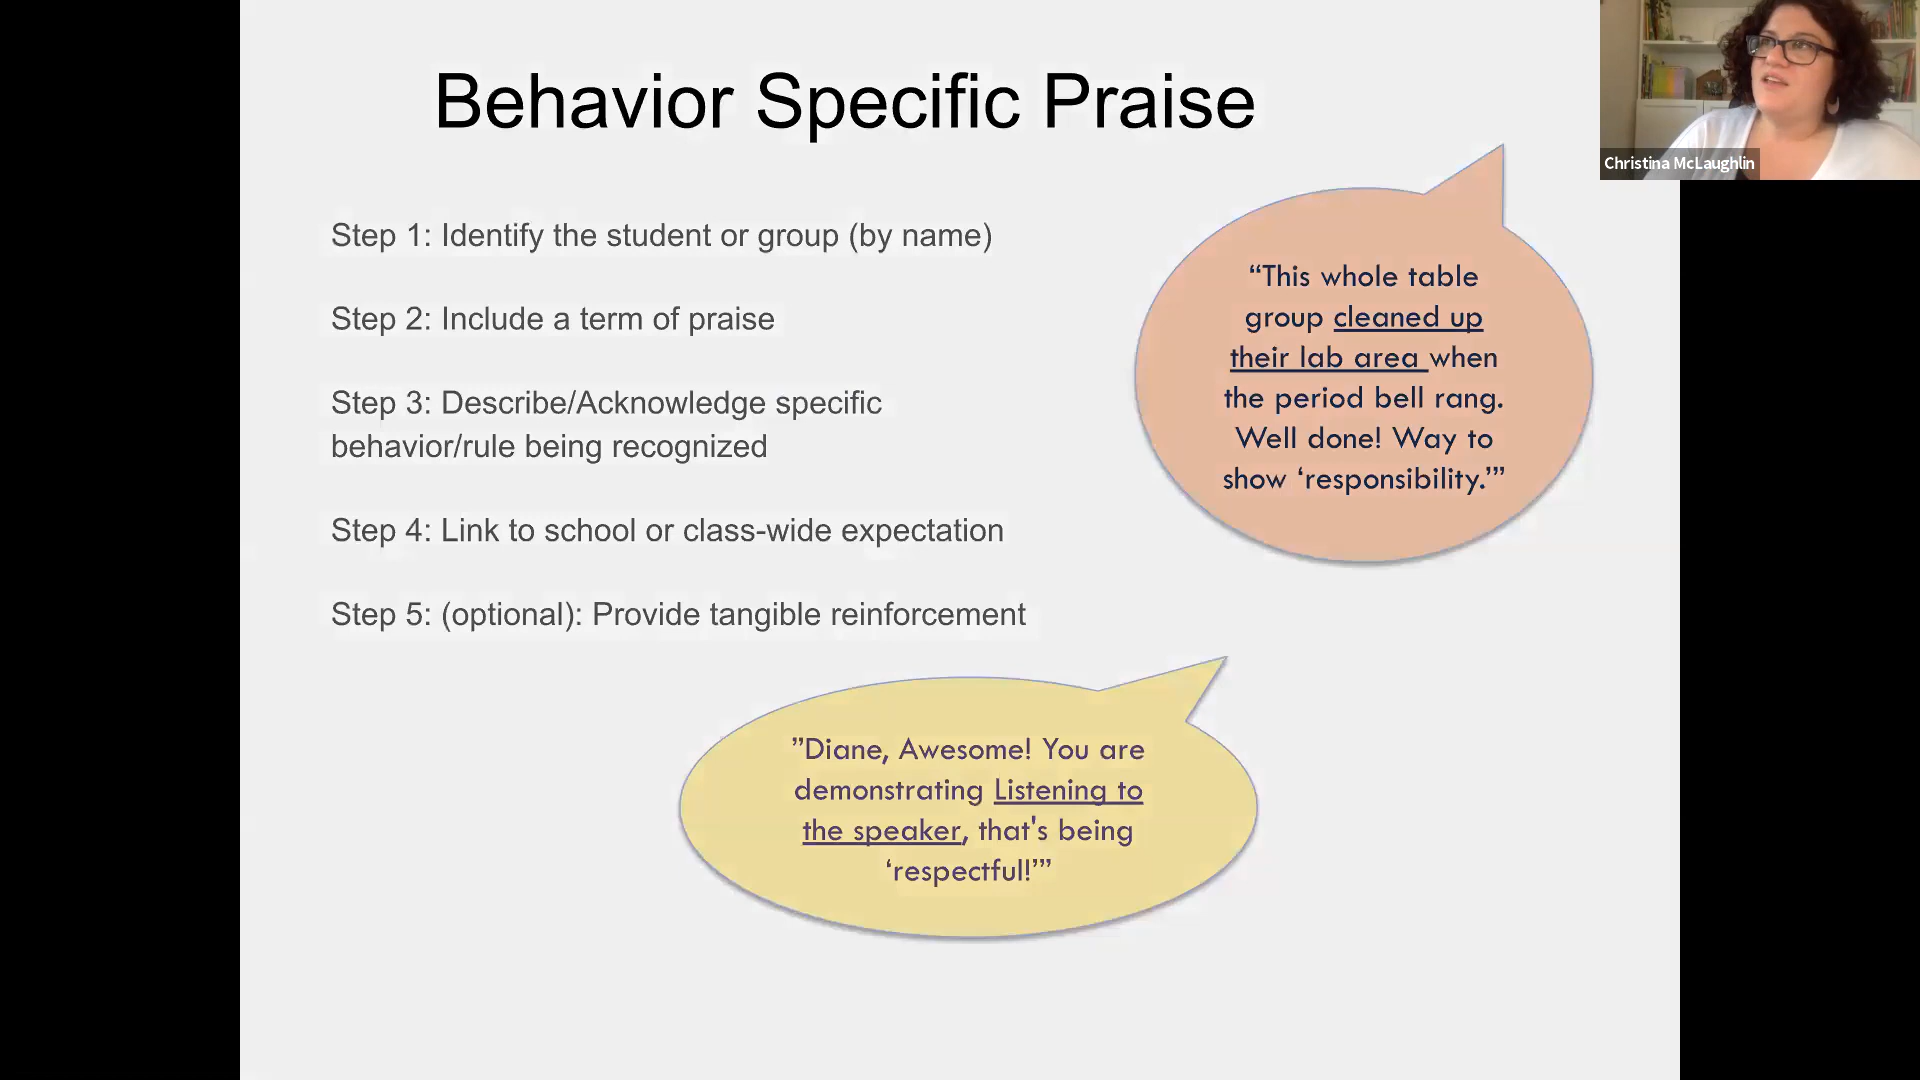 Behavior Specific Praise
Christina McLaughlin
Step 1: Identify the student or group (by name)
Step 2: Include a term of praise
Step 3: Describe/Acknowledge specific
behavior/rule being recognized
Step 4: Link to school or class-wide expectation
Step 5: (optional): Provide tangible reinforcement
“This whole table
group cleaned up
their lab area when
the period bell rang.
Well done! Way to
show ‘responsibility.’”
”Diane, Awesome! You are
demonstrating Listening to
the speaker, that's being
‘respectful!’”